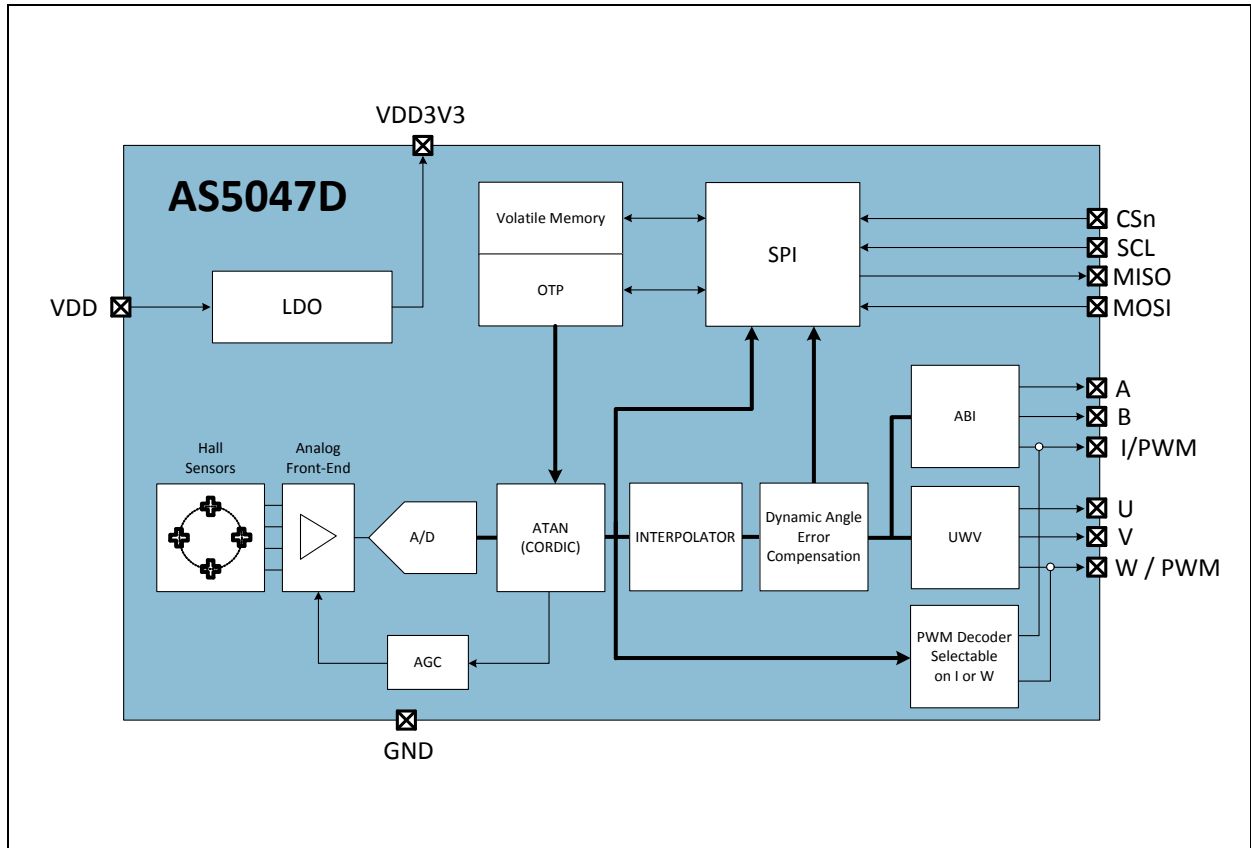 VDD3V3
AS5047D
Volatile Memory
OTP
SPI
CSn
SCL
MISO
MOSI
VDD
LDO
ABI
A
B
I/PWM
Hall
Sensors
Analog
Front-End
A/D
ATAN
(CORDIC)
INTERPOLATOR
Dynamic Angle
Error
Compensation
UWV
U
V
W / PWM
AGC
PWM Decoder
Selectable
on I or W
GND